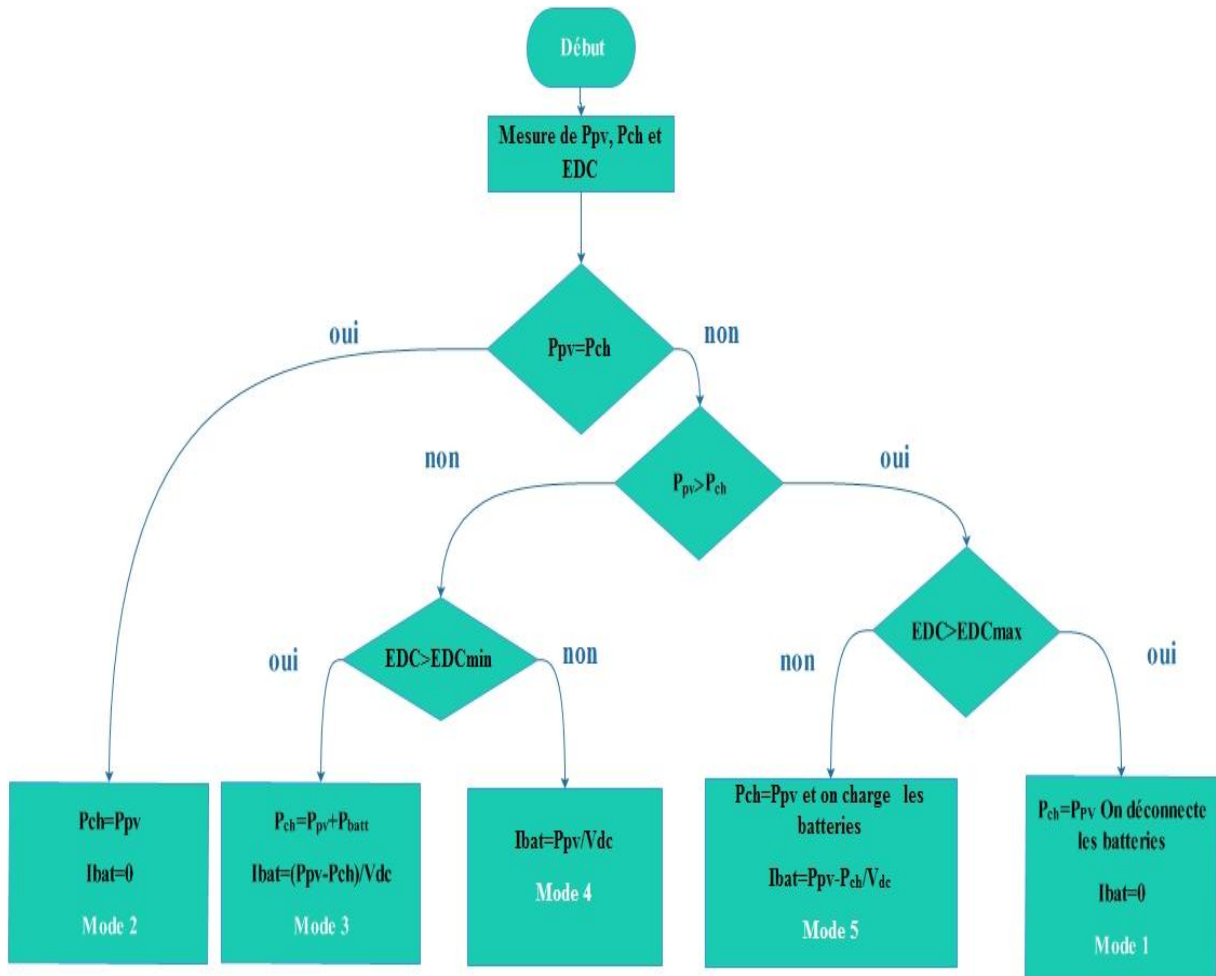 Début
Mesure de Ppv, Pch et
EDC
Ppv=Pch
oui
non
Ppv>Pch
non
oui
EDC>EDCmin
oui
non
EDC>EDCmax
non
oui
Pch=Ppv
Ibat=0
Mode 2
Pch=Ppv+Pbatt
Ibat=(Ppv-Pch)/Vdc
Mode 3
Ibat=Ppv/Vdc
Mode 4
Pch=Ppv et on charge les
batteries
Ibat=Ppv-Pch/Vdc
Mode 5
Pch=PPV On déconnecte
les batteries
Ibat=0
Mode 1